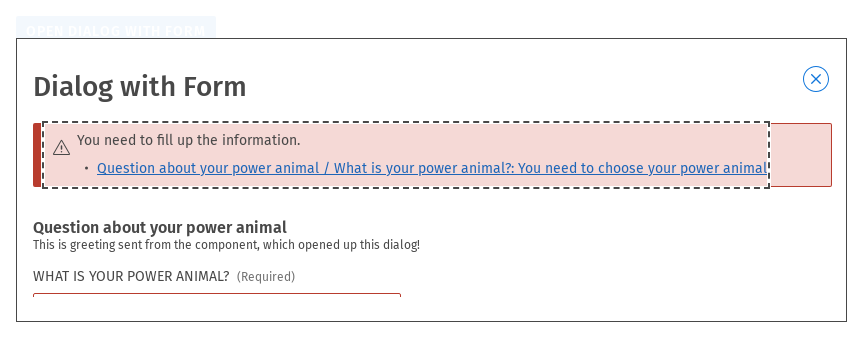 OPEN DIALOG WITH FORM
Dialog with Form
You need to fill up the information.
• Question about your power animal / What is your power animal?: You need to choose your power animal
Question about your power animal
This is greeting sent from the component, which opened up this dialog!
WHAT IS YOUR POWER ANIMAL? (Required)